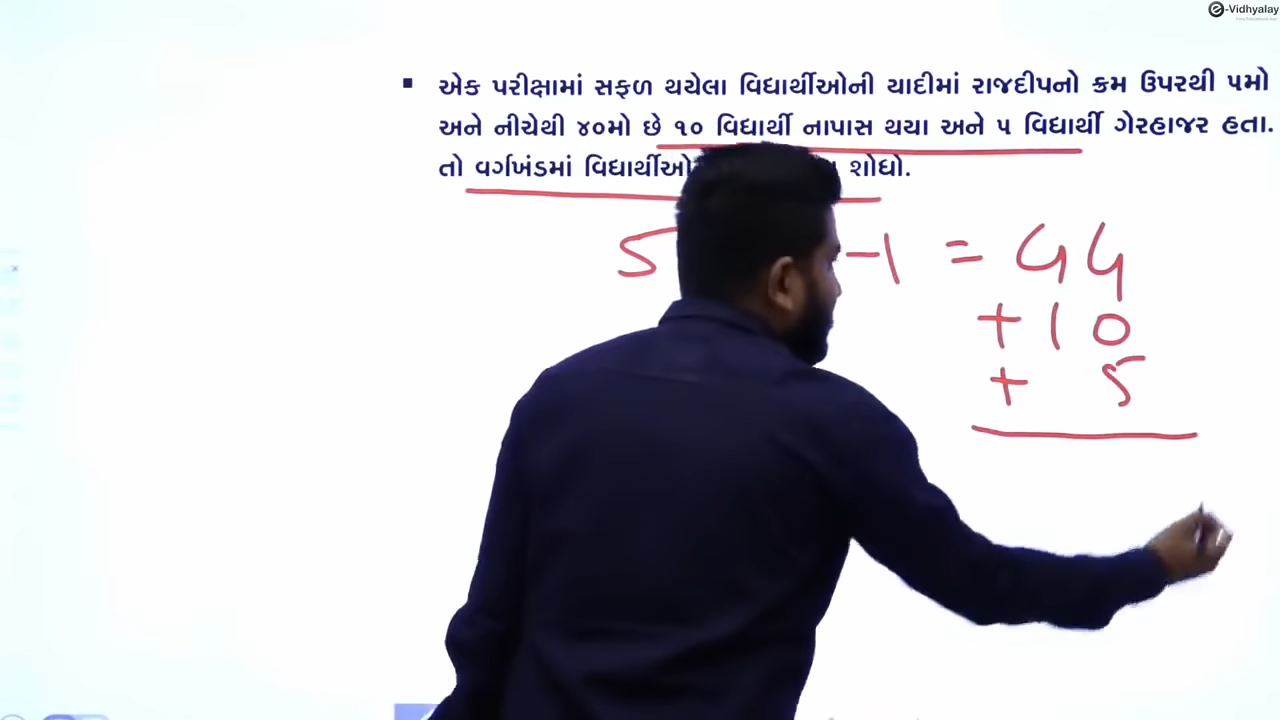 e-Vidhyalay
▪ એક પરીક્ષામાં સફળ થયેલા વિદ્યાર્થીઓની યાદીમાં રાજદીપનો ક્રમ ઉપરથી ૫મો
અને નીચેથી ૪૦મો છે ૧૦ વિદ્યાર્થી નાપાસ થયા અને ૫ વિદ્યાર્થી ગેરહાજર હતા.
તો વર્ગખંડમાં વિદ્યાર્થીઓ શોધો.
5 -1 = 44
+10
+ 5